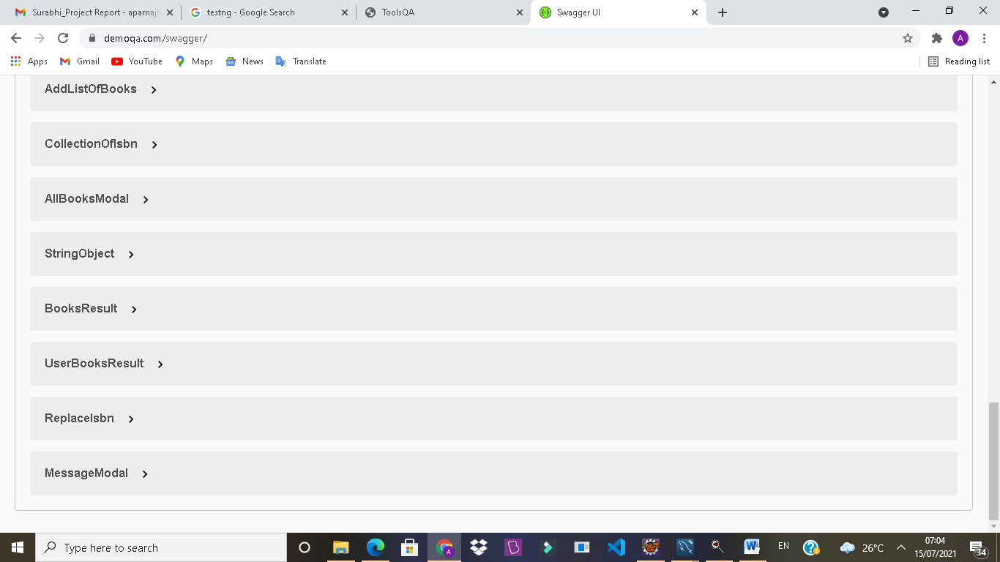 Surabhi_Project Report - aparnaji
testng - Google Search
ToolsQA
Swagger UI
demoqa.com/swagger/
A
Apps
Gmail
YouTube
Maps
News
Translate
Reading list
AddListOfBooks
CollectionOfIsbn
AllBooksModal
StringObject
BooksResult
UserBooksResult
ReplaceIsbn
MessageModal
Type here to search
A
EN
26°C
07:04
15/07/2021
34